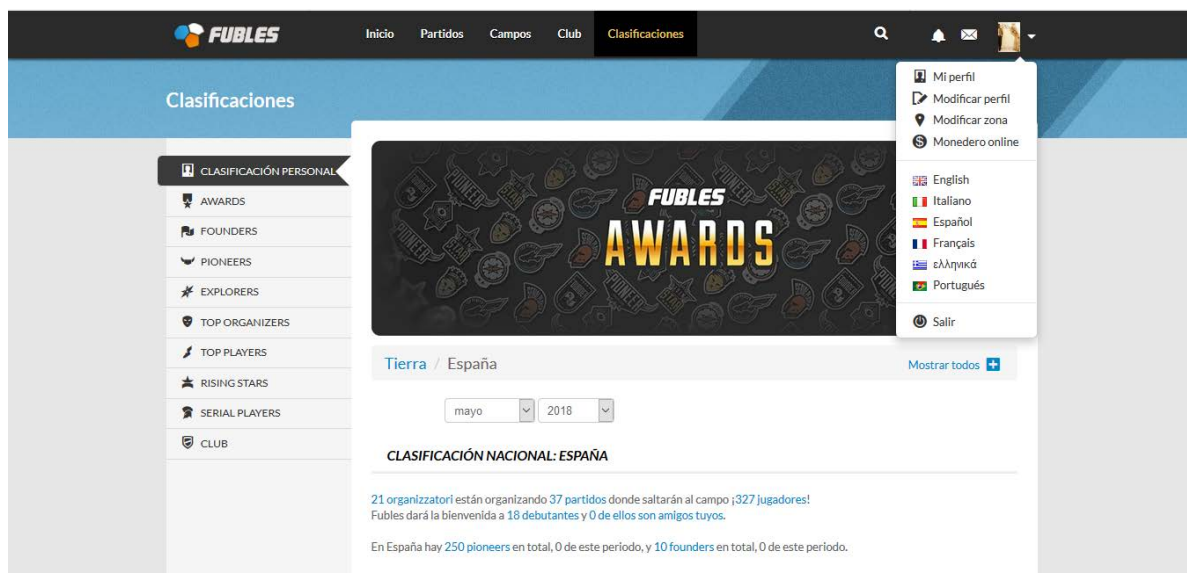 FUBLES
Inicio Partidos Campos Club Clasificaciones
Clasificaciones
Mi perfil
Modificar perfil
Modificar zona
Monedero online
English
Italiano
Español
Français
ελληνικά
Portugués
Salir
CLASIFICACIÓN PERSONAL
AWARDS
FOUNDERS
PIONEERS
EXPLORERS
TOP ORGANIZERS
TOP PLAYERS
RISING STARS
SERIAL PLAYERS
CLUB
FUBLES
AWARDS
Tierra / España
Mostrar todos
mayo 2018
CLASIFICACIÓN NACIONAL: ESPAÑA
21 organizzatori están organizando 37 partidos donde saltarán al campo ¡327 jugadores!
Fubles dará la bienvenida a 18 debutantes y 0 de ellos son amigos tuyos.
En España hay 250 pioneers en total, 0 de este periodo, y 10 founders en total, 0 de este periodo.